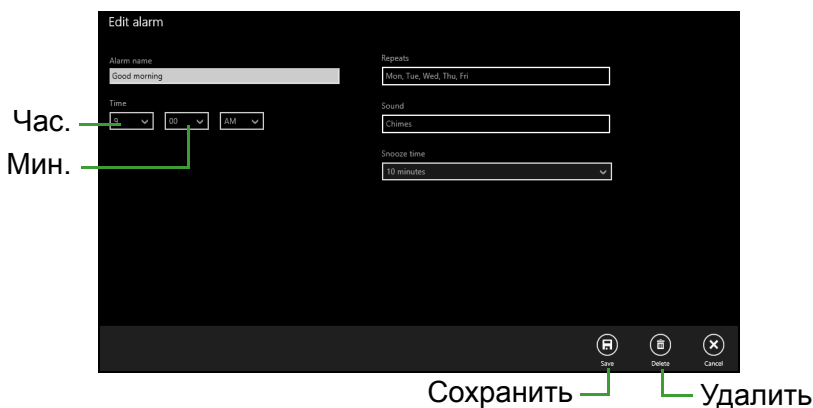 Edit alarm
Alarm name
Good morning
Time
9
00
AM
Repeats
Mon, Tue, Wed, Thu, Fri
Sound
Chimes
Snooze time
10 minutes
Час.
Мин.
Save
Delete
Cancel
Сохранить
Удалить